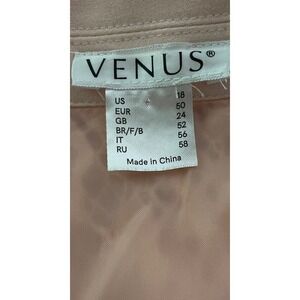 VENUS®
US 18
EUR 50
GB 24
BR/F/B 52
IT 56
RU 58
Made in China